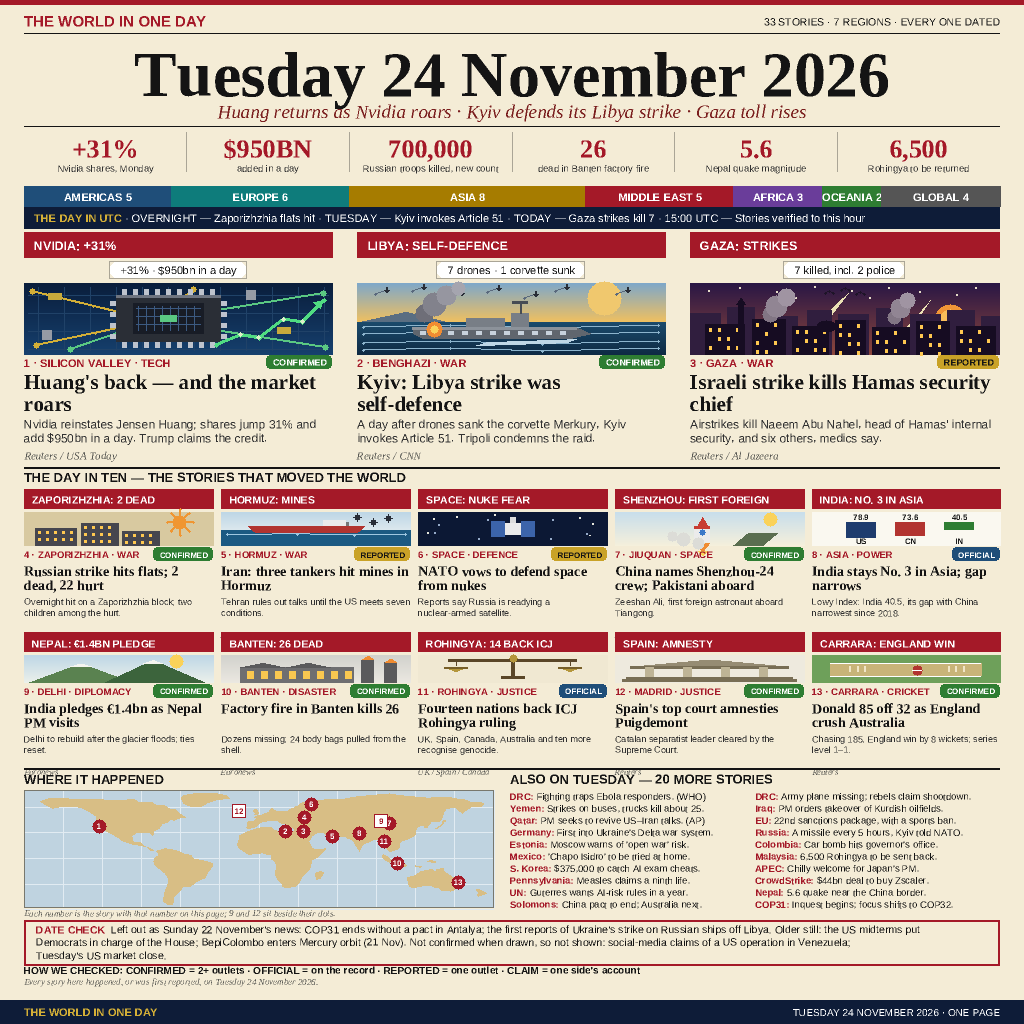 THE WORLD IN ONE DAY
33 STORIES · 7 REGIONS · EVERY ONE DATED
Tuesday 24 November 2026
Huang returns as Nvidia roars · Kyiv defends its Libya strike · Gaza toll rises
+31%
Nvidia shares, Monday
$950BN
added in a day
700,000
Russian troops killed, new count
26
dead in Banten factory fire
5.6
Nepal quake magnitude
6,500
Rohingya to be returned
AMERICAS 5
EUROPE 6
ASIA 8
MIDDLE EAST 5
AFRICA 3
OCEANIA 2
GLOBAL 4
THE DAY IN UTC · OVERNIGHT — Zaporizhzhia flats hit · TUESDAY — Kyiv invokes Article 51 · TODAY — Gaza strikes kill 7 · 15:00 UTC — Stories verified to this hour
NVIDIA: +31%
+31% · $950bn in a day
1 · SILICON VALLEY · TECH
CONFIRMED
Huang's back — and the market
roars
Nvidia reinstates Jensen Huang; shares jump 31% and
add $950bn in a day. Trump claims the credit.
Reuters / USA Today
LIBYA: SELF-DEFENCE
7 drones · 1 corvette sunk
2 · BENGHAZI · WAR
CONFIRMED
Kyiv: Libya strike was
self-defence
A day after drones sank the corvette Merkury, Kyiv
invokes Article 51. Tripoli condemns the raid.
Reuters / CNN
GAZA: STRIKES
7 killed, incl. 2 police
3 · GAZA · WAR
REPORTED
Israeli strike kills Hamas security
chief
Airstrikes kill Naeem Abu Nahel, head of Hamas' internal
security, and six others, medics say.
Reuters / Al Jazeera
THE DAY IN TEN — THE STORIES THAT MOVED THE WORLD
ZAPORIZHZHIA: 2 DEAD
4 · ZAPORIZHZHIA · WAR
CONFIRMED
Russian strike hits flats; 2
dead, 22 hurt
Overnight hit on a Zaporizhzhia block; two
children among the hurt.
HORMUZ: MINES
5 · HORMUZ · WAR
REPORTED
Iran: three tankers hit mines in
Hormuz
Tehran rules out talks until the US meets seven
conditions.
SPACE: NUKE FEAR
6 · SPACE · DEFENCE
REPORTED
NATO vows to defend space
from nukes
Reports say Russia is readying a
nuclear-armed satellite.
SHENZHOU: FIRST FOREIGN
7 · JIUQUAN · SPACE
CONFIRMED
China names Shenzhou-24
crew; Pakistani aboard
Zeeshan Ali, first foreign astronaut aboard
Tiangong.
INDIA: NO. 3 IN ASIA
78.9
73.6
40.5
US
CN
IN
8 · ASIA · POWER
OFFICIAL
India stays No. 3 in Asia; gap
narrows
Lowy Index: India 40.5, its gap with China
narrowest since 2018.
NEPAL: €1.4BN PLEDGE
9 · DELHI · DIPLOMACY
CONFIRMED
India pledges €1.4bn as Nepal
PM visits
Delhi to rebuild after the glacier floods; ties
reset.
Euronews
BANTEN: 26 DEAD
10 · BANTEN · DISASTER
CONFIRMED
Factory fire in Banten kills 26
Dozens missing; 24 body bags pulled from the
shell.
Euronews
ROHINGYA: 14 BACK ICJ
11 · ROHINGYA · JUSTICE
OFFICIAL
Fourteen nations back ICJ
Rohingya ruling
UK, Spain, Canada, Australia and ten more
recognise genocide.
UK / Spain / Canada
SPAIN: AMNESTY
12 · MADRID · JUSTICE
CONFIRMED
Spain's top court amnesties
Puigdemont
Catalan separatist leader cleared by the
Supreme Court.
Reuters
CARRARA: ENGLAND WIN
13 · CARRARA · CRICKET
CONFIRMED
Donald 85 off 32 as England
crush Australia
Chasing 185, England win by 8 wickets; series
level 1–1.
Reuters
WHERE IT HAPPENED
1
12
6
4
2
3
5
8
9
7
11
10
13
Each number is the story with that number on this page; 9 and 12 sit beside their dots.
ALSO ON TUESDAY — 20 MORE STORIES
DRC: Fighting traps Ebola responders. (WHO)
Yemen: Strikes on buses, trucks kill about 25.
Qatar: PM seeks to revive US–Iran talks. (AP)
Germany: First into Ukraine's Delta war system.
Estonia: Moscow warns of 'open war' risk.
Mexico: 'Chapo Isidro' to be tried at home.
S. Korea: $375,000 to catch AI exam cheats.
Pennsylvania: Measles claims a ninth life.
UN: Guterres wants AI-risk rules in a year.
Solomons: China pact to end; Australia next.
DRC: Army plane missing; rebels claim shootdown.
Iraq: PM orders takeover of Kurdish oilfields.
EU: 22nd sanctions package, with a sports ban.
Russia: A missile every 5 hours, Kyiv told NATO.
Colombia: Car bomb hits governor's office.
Malaysia: 6,500 Rohingya to be sent back.
APEC: Chilly welcome for Japan's PM.
CrowdStrike: $44bn deal to buy Zscaler.
Nepal: 5.6 quake near the China border.
COP31: Inquest begins; focus shifts to COP32.
DATE CHECK Left out as Sunday 22 November's news: COP31 ends without a pact in Antalya; the first reports of Ukraine's strike on Russian ships off Libya. Older still: the US midterms put
Democrats in charge of the House; BepiColombo enters Mercury orbit (21 Nov). Not confirmed when drawn, so not shown: social-media claims of a US operation in Venezuela;
Tuesday's US market close.
HOW WE CHECKED: CONFIRMED = 2+ outlets · OFFICIAL = on the record · REPORTED = one outlet · CLAIM = one side's account
Every story here happened, or was first reported, on Tuesday 24 November 2026.
THE WORLD IN ONE DAY
TUESDAY 24 NOVEMBER 2026 · ONE PAGE